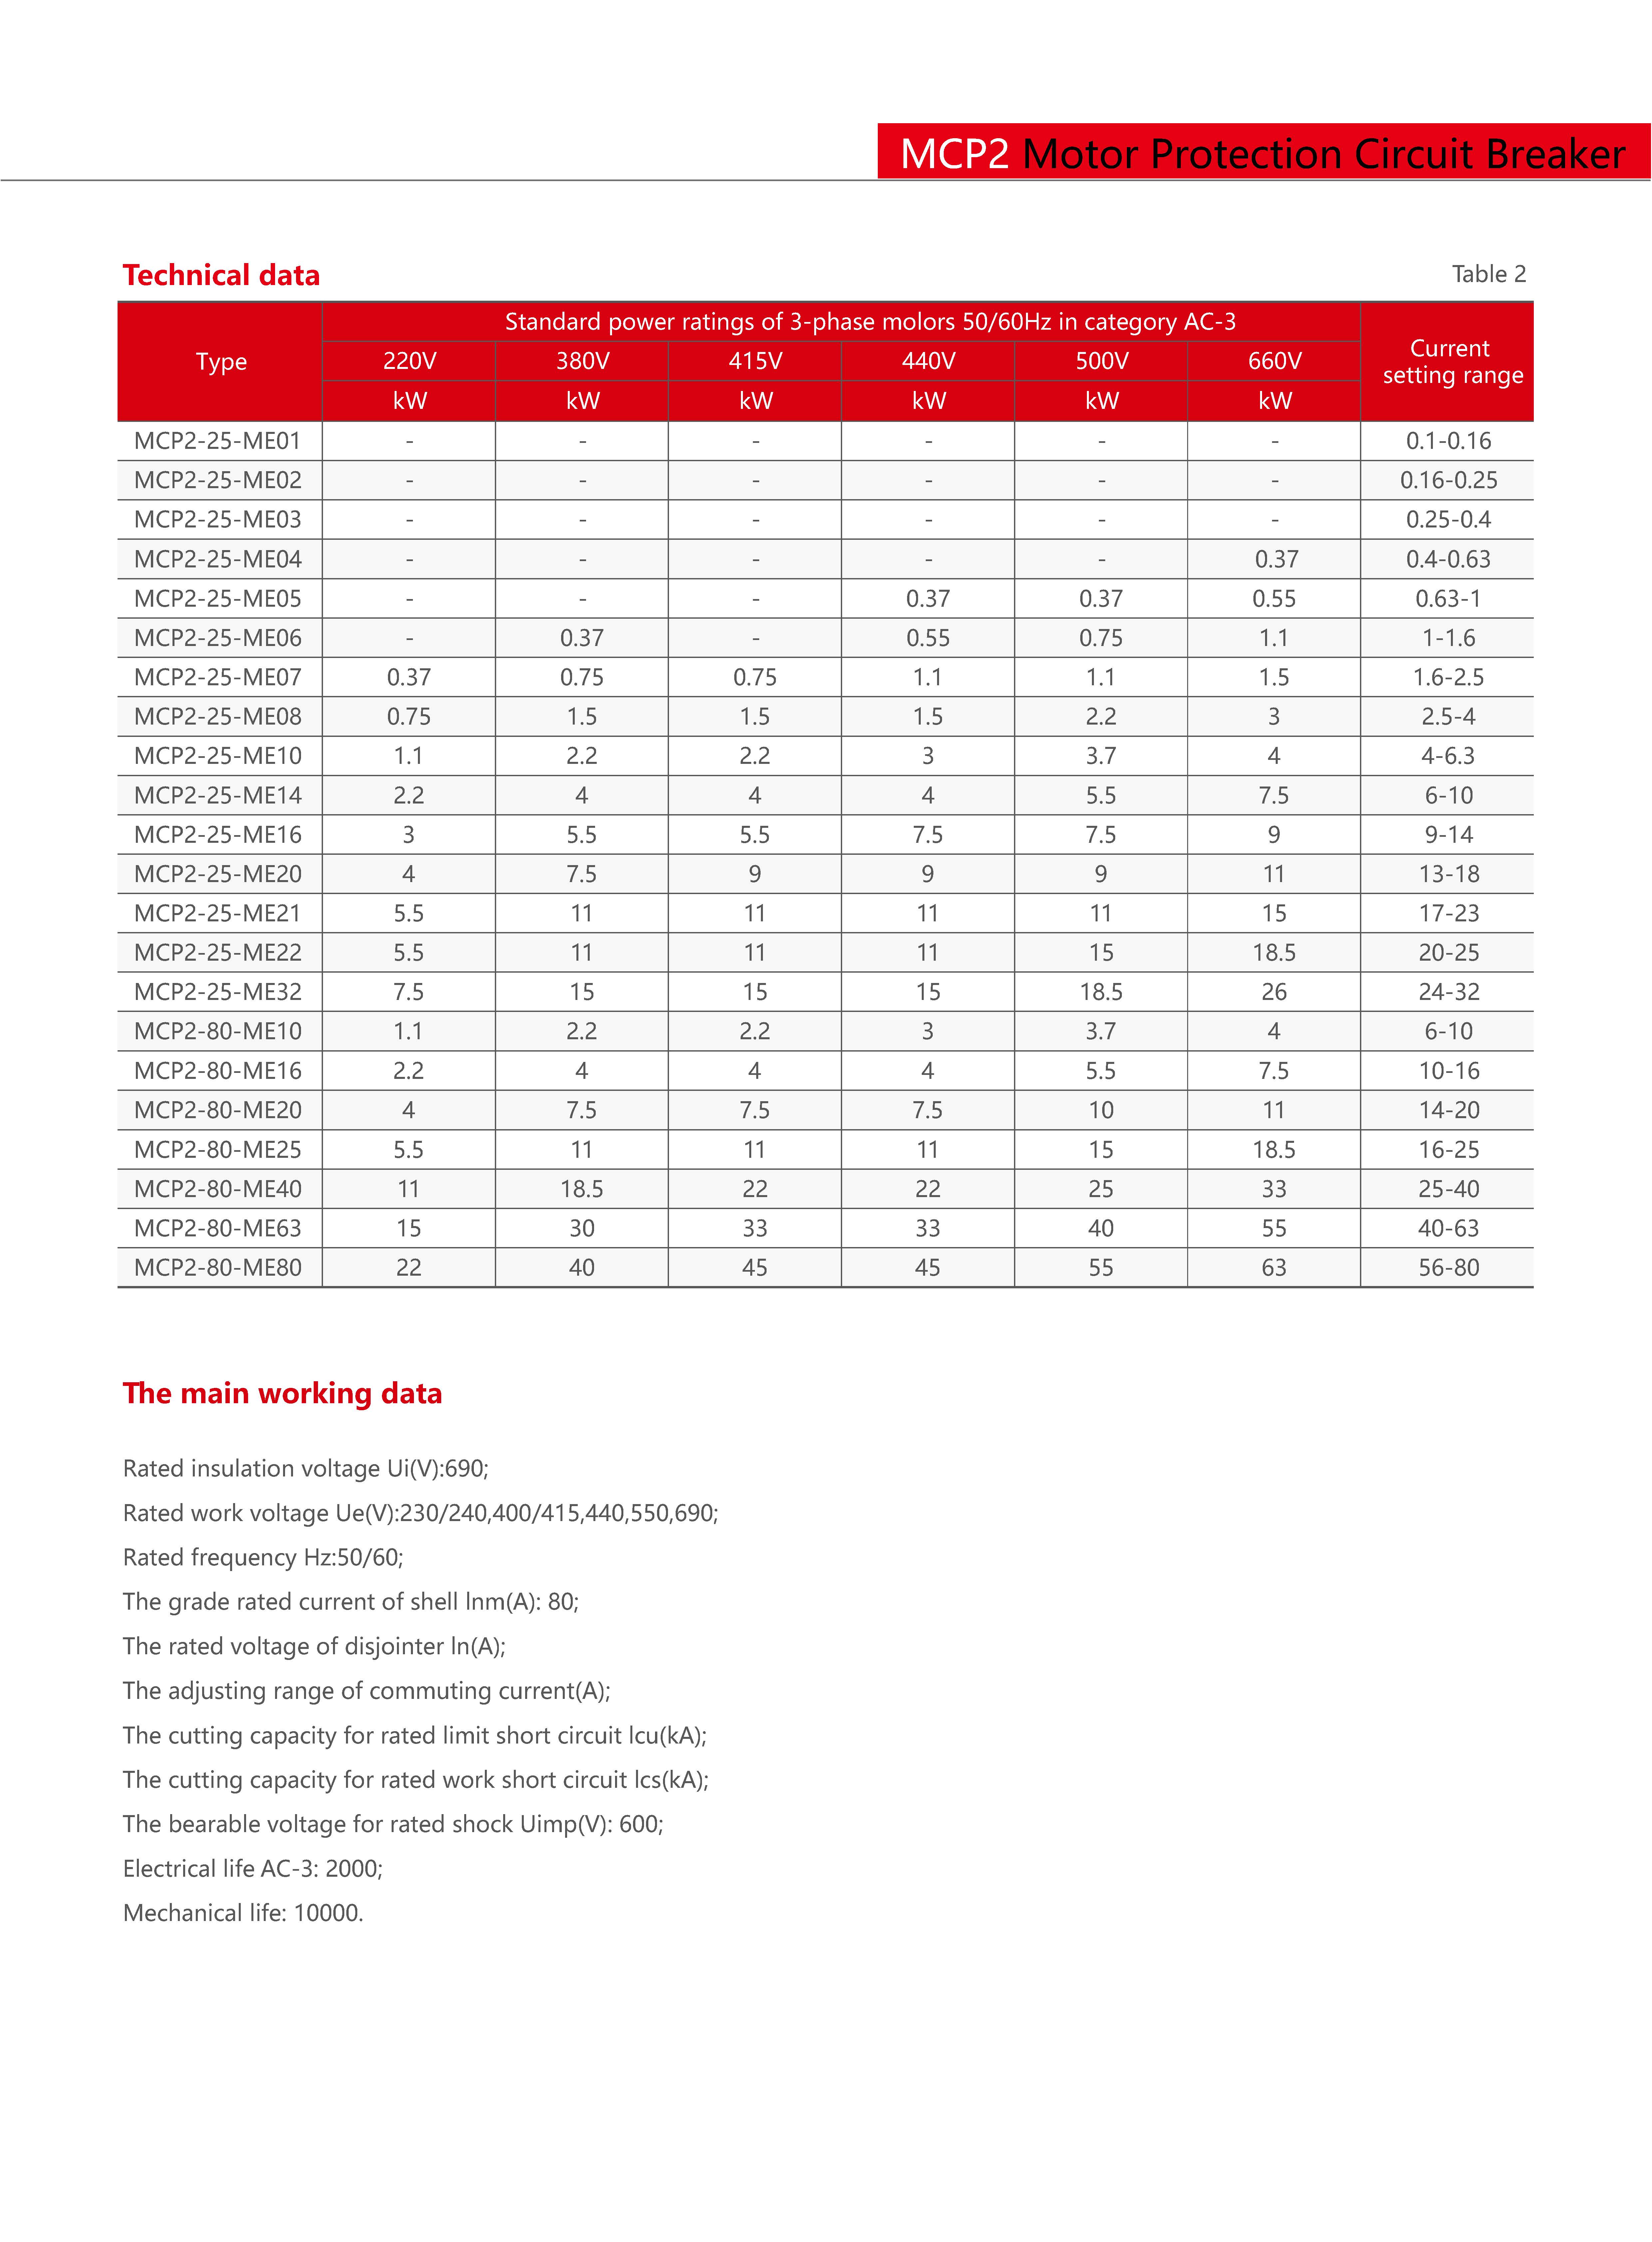 MCP2 Motor Protection Circuit Breaker
Technical data
Table 2
Type
Standard power ratings of 3-phase molors 50/60Hz in category AC-3
Current
setting range
220V 380V 415V 440V 500V 660V
kW kW kW kW kW kW
MCP2-25-ME01 - - - - - - 0.1-0.16
MCP2-25-ME02 - - - - - - 0.16-0.25
MCP2-25-ME03 - - - - - - 0.25-0.4
MCP2-25-ME04 - - - - - 0.37 0.4-0.63
MCP2-25-ME05 - - - 0.37 0.37 0.55 0.63-1
MCP2-25-ME06 - 0.37 - 0.55 0.75 1.1 1-1.6
MCP2-25-ME07 0.37 0.75 0.75 1.1 1.1 1.5 1.6-2.5
MCP2-25-ME08 0.75 1.5 1.5 1.5 2.2 3 2.5-4
MCP2-25-ME10 1.1 2.2 2.2 3 3.7 4 4-6.3
MCP2-25-ME14 2.2 4 4 4 5.5 7.5 6-10
MCP2-25-ME16 3 5.5 5.5 7.5 7.5 9 9-14
MCP2-25-ME20 4 7.5 9 9 9 11 13-18
MCP2-25-ME21 5.5 11 11 11 11 15 17-23
MCP2-25-ME22 5.5 11 11 11 15 18.5 20-25
MCP2-25-ME32 7.5 15 15 15 18.5 26 24-32
MCP2-80-ME10 1.1 2.2 2.2 3 3.7 4 6-10
MCP2-80-ME16 2.2 4 4 4 5.5 7.5 10-16
MCP2-80-ME20 4 7.5 7.5 7.5 10 11 14-20
MCP2-80-ME25 5.5 11 11 11 15 18.5 16-25
MCP2-80-ME40 11 18.5 22 22 25 33 25-40
MCP2-80-ME63 15 30 33 33 40 55 40-63
MCP2-80-ME80 22 40 45 45 55 63 56-80
The main working data
Rated insulation voltage Ui(V):690;
Rated work voltage Ue(V):230/240,400/415,440,550,690;
Rated frequency Hz:50/60;
The grade rated current of shell lnm(A): 80;
The rated voltage of disjointer ln(A);
The adjusting range of commuting current(A);
The cutting capacity for rated limit short circuit lcu(kA);
The cutting capacity for rated work short circuit lcs(kA);
The bearable voltage for rated shock Uimp(V): 600;
Electrical life AC-3: 2000;
Mechanical life: 10000.